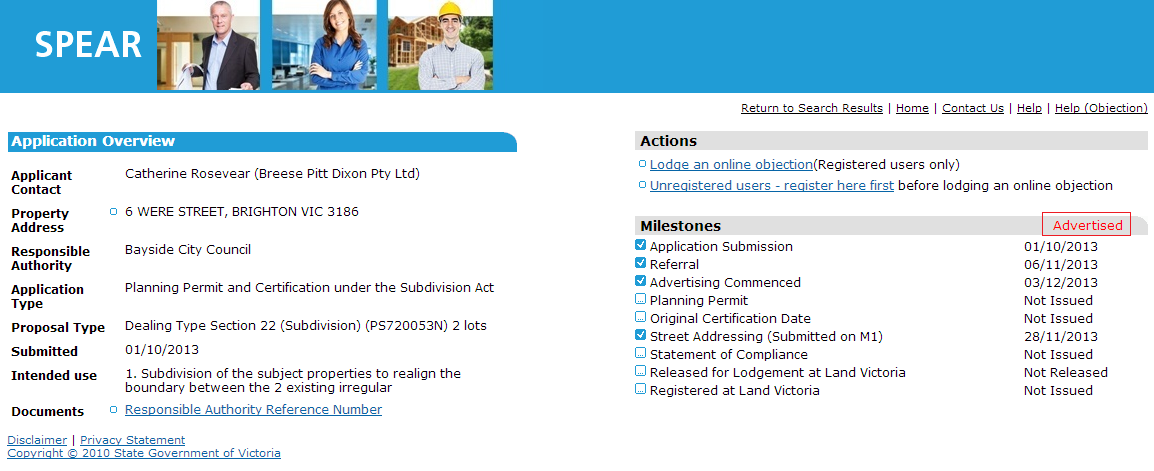 SPEAR
Return to Search Results | Home | Contact Us | Help | Help (Objection)
Application Overview
Applicant Contact Catherine Rosevear (Breese Pitt Dixon Pty Ltd)
Property Address 6 WERE STREET, BRIGHTON VIC 3186
Responsible Authority Bayside City Council
Application Type Planning Permit and Certification under the Subdivision Act
Proposal Type Dealing Type Section 22 (Subdivision) (PS720053N) 2 lots
Submitted 01/10/2013
Intended use 1. Subdivision of the subject properties to realign the
boundary between the 2 existing irregular
Documents Responsible Authority Reference Number
Actions
Lodge an online objection(Registered users only)
Unregistered users - register here first before lodging an online objection
Milestones Advertised
Application Submission 01/10/2013
Referral 06/11/2013
Advertising Commenced 03/12/2013
Planning Permit Not Issued
Original Certification Date Not Issued
Street Addressing (Submitted on M1) 28/11/2013
Statement of Compliance Not Issued
Released for Lodgement at Land Victoria Not Released
Registered at Land Victoria Not Issued
Disclaimer | Privacy Statement
Copyright © 2010 State Government of Victoria